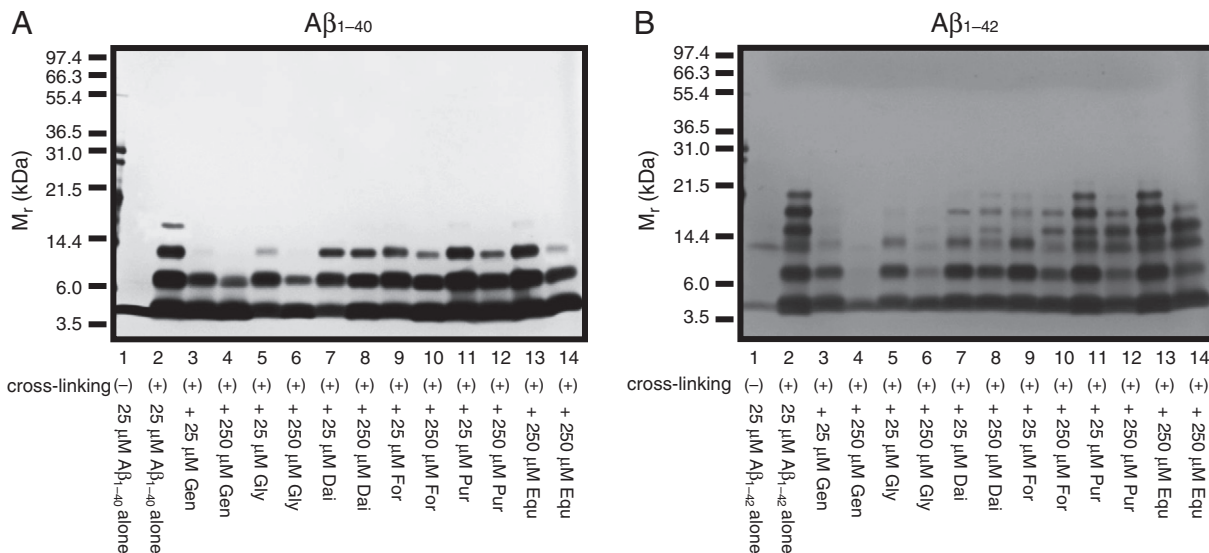 A
Aβ1–40
97.4
66.3
55.4
36.5
31.0
21.5
14.4
6.0
3.5
Mr (kDa)
1 2 3 4 5 6 7 8 9 10 11 12 13 14
cross-linking (–) (+) (+) (+) (+) (+) (+) (+) (+) (+) (+) (+) (+) (+)
25 μM Aβ1–40 alone
25 μM Aβ1–40 alone
+ 25 μM Gen
+ 250 μM Gen
+ 25 μM Gly
+ 250 μM Gly
+ 25 μM Dai
+ 250 μM Dai
+ 25 μM For
+ 250 μM For
+ 25 μM Pur
+ 250 μM Pur
+ 250 μM Equ
+ 250 μM Equ
B
Aβ1–42
97.4
66.3
55.4
36.5
31.0
21.5
14.4
6.0
3.5
Mr (kDa)
1 2 3 4 5 6 7 8 9 10 11 12 13 14
cross-linking (–) (+) (+) (+) (+) (+) (+) (+) (+) (+) (+) (+) (+) (+)
25 μM Aβ1–42 alone
25 μM Aβ1–42 alone
+ 25 μM Gen
+ 250 μM Gen
+ 25 μM Gly
+ 250 μM Gly
+ 25 μM Dai
+ 250 μM Dai
+ 25 μM For
+ 250 μM For
+ 25 μM Pur
+ 250 μM Pur
+ 250 μM Equ
+ 250 μM Equ